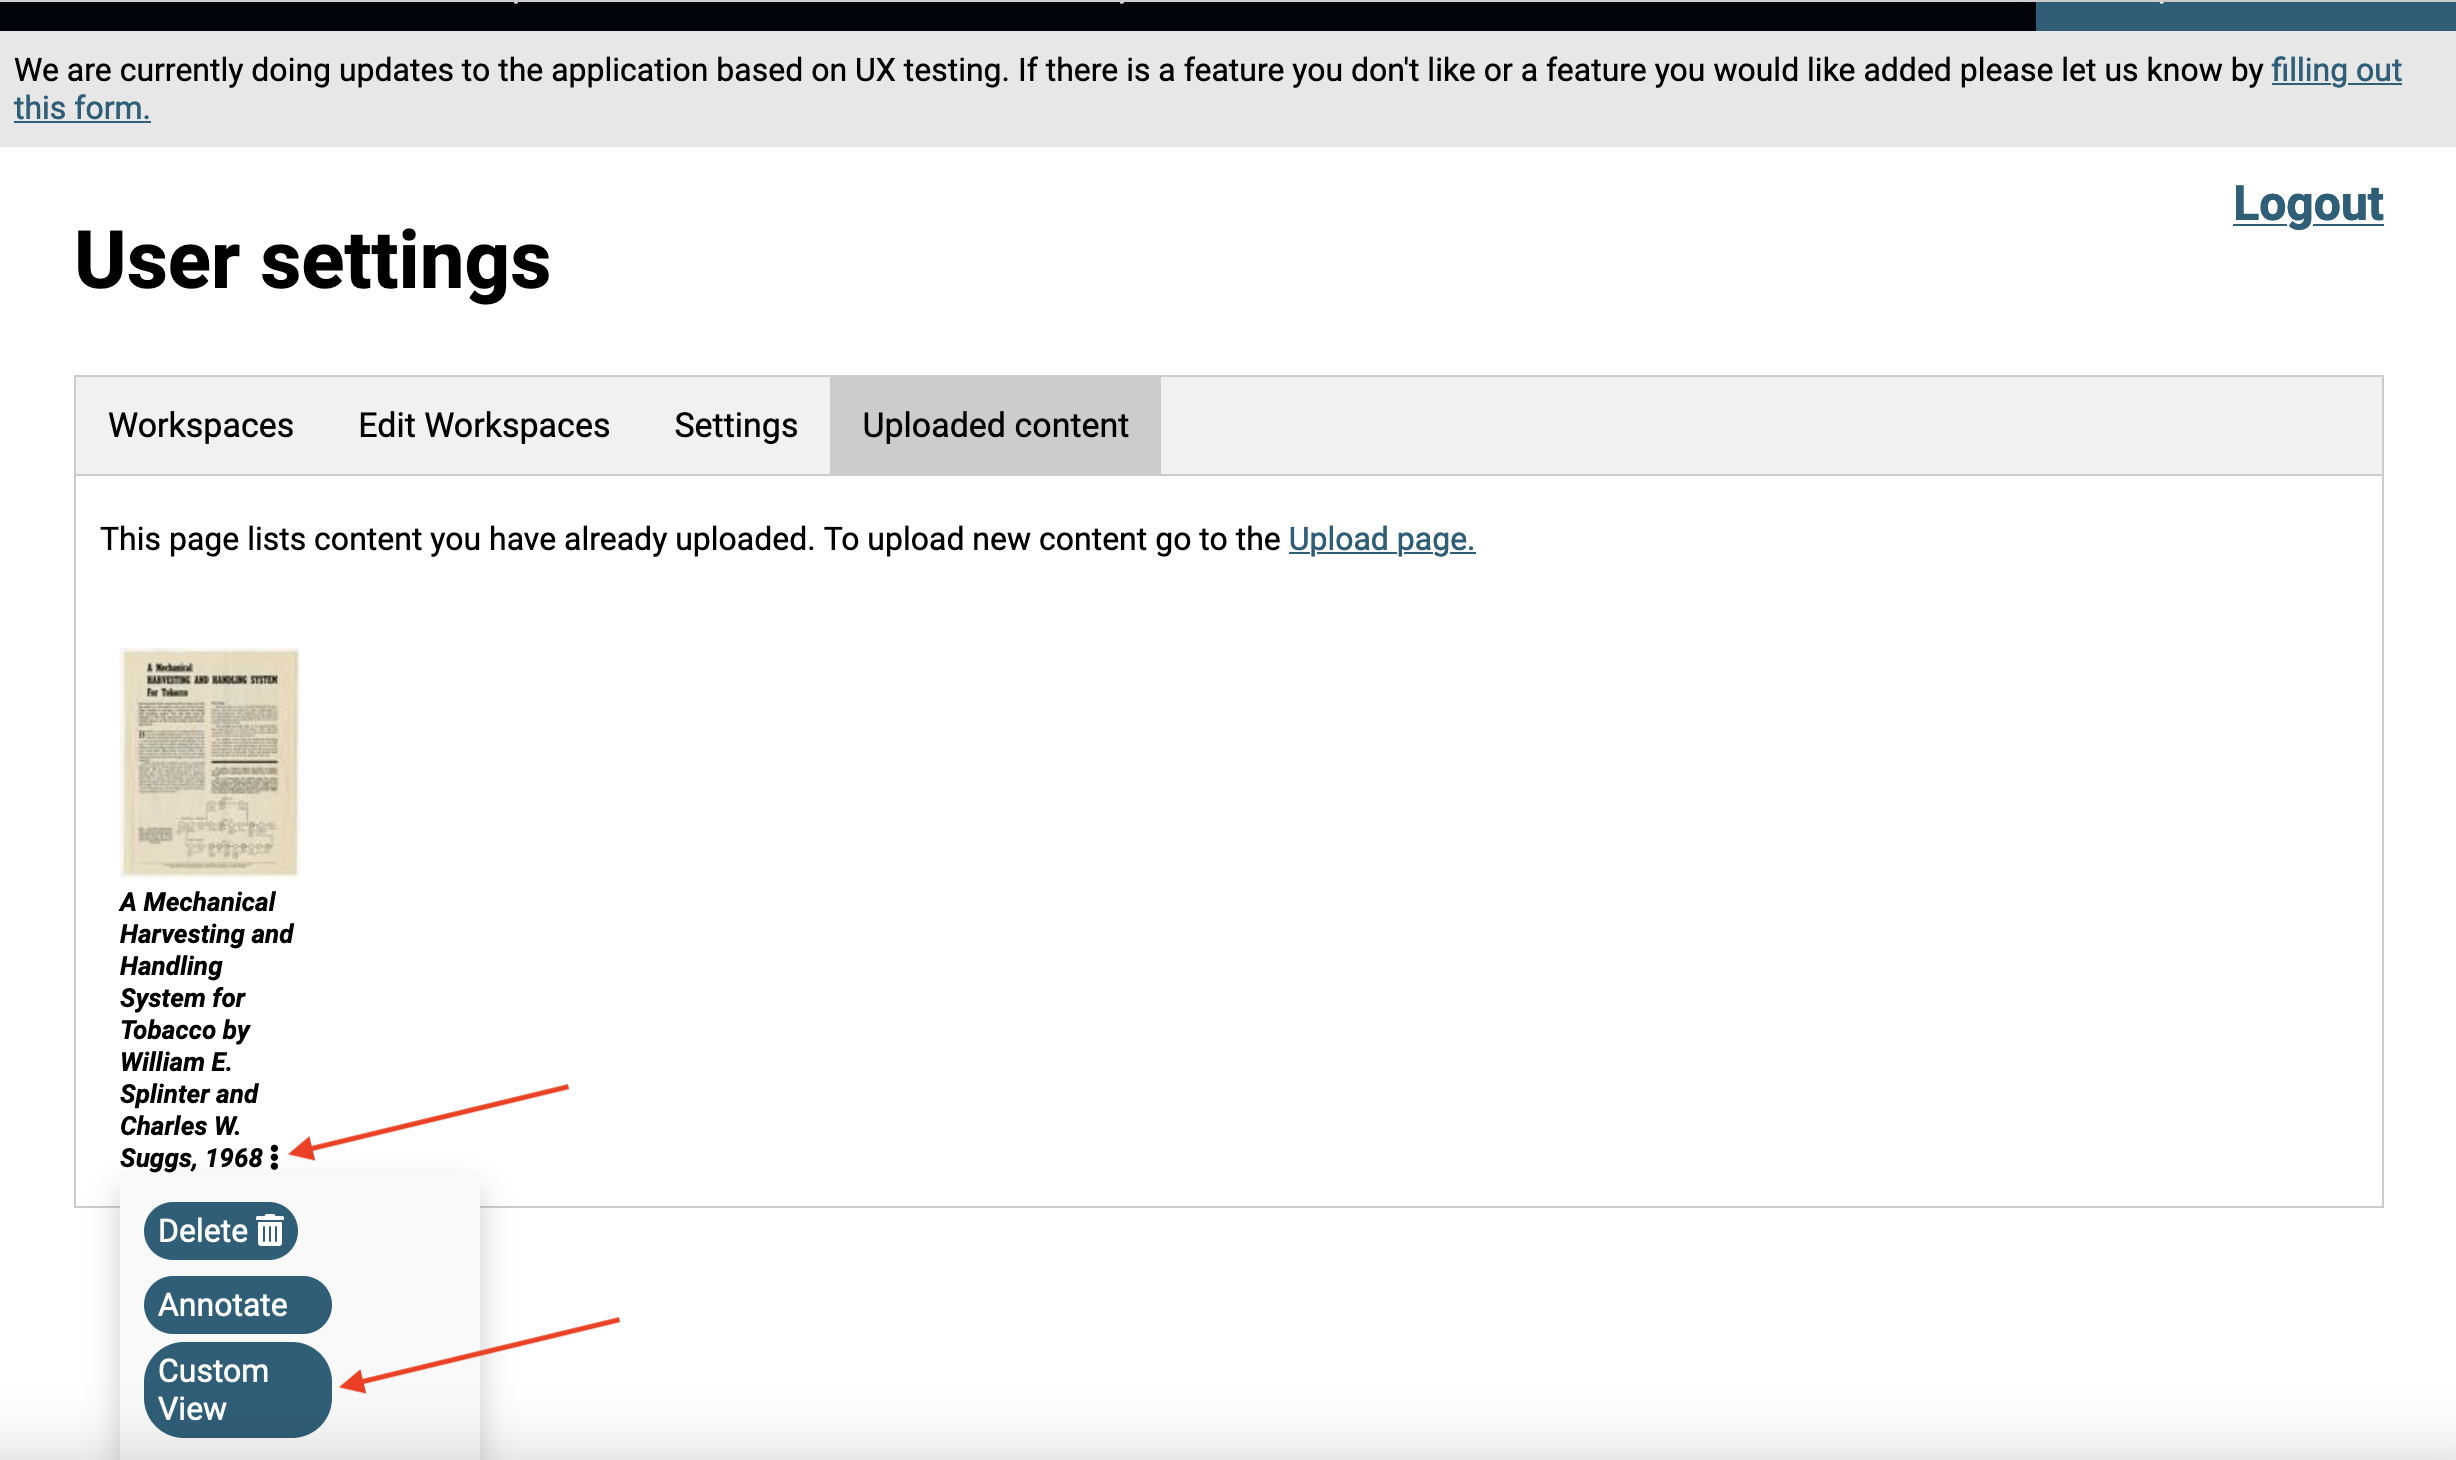 We are currently doing updates to the application based on UX testing. If there is a feature you don't like or a feature you would like added please let us know by filling out
this form.
Logout
User settings
Workspaces Edit Workspaces Settings Uploaded content
This page lists content you have already uploaded. To upload new content go to the Upload page.
A Mechanical
HARVESTING AND HANDLING SYSTEM
For Tobacco
A Mechanical
Harvesting and
Handling
System for
Tobacco by
William E.
Splinter and
Charles W.
Suggs, 1968
Delete
Annotate
Custom
View